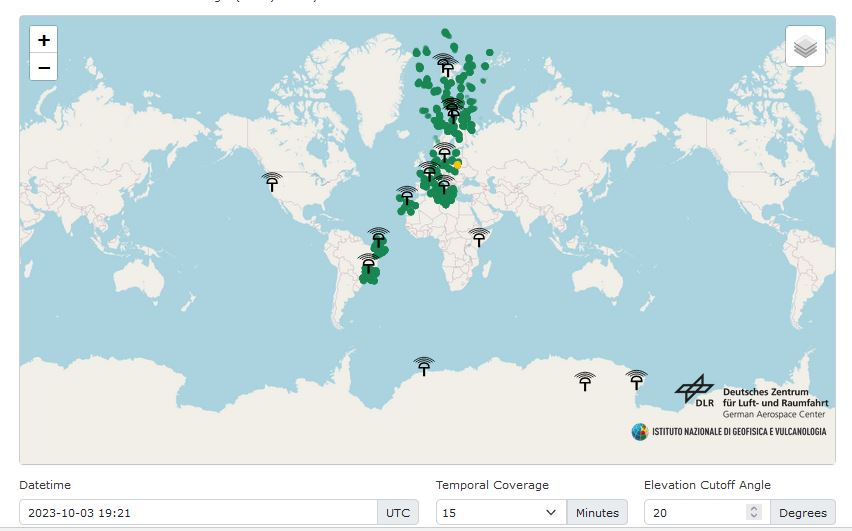 +
−
DLR
Deutsches Zentrum
für Luft- und Raumfahrt
German Aerospace Center
ISTITUTO NAZIONALE DI GEOFISICA E VULCANOLOGIA
Datetime
Temporal Coverage
Elevation Cutoff Angle
2023-10-03 19:21
UTC
15
Minutes
20
Degrees